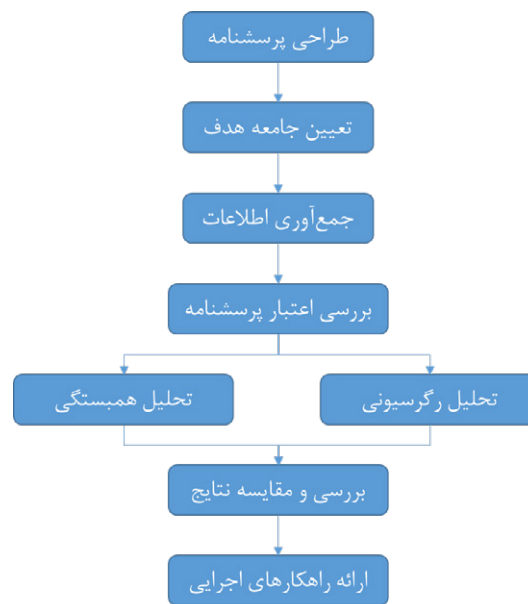 طراحی پرسشنامه
تعیین جامعه هدف
جمع‌آوری اطلاعات
بررسی اعتبار پرسشنامه
تحلیل رگرسیونی
تحلیل همبستگی
بررسی و مقایسه نتایج
ارائه راهکارهای اجرایی